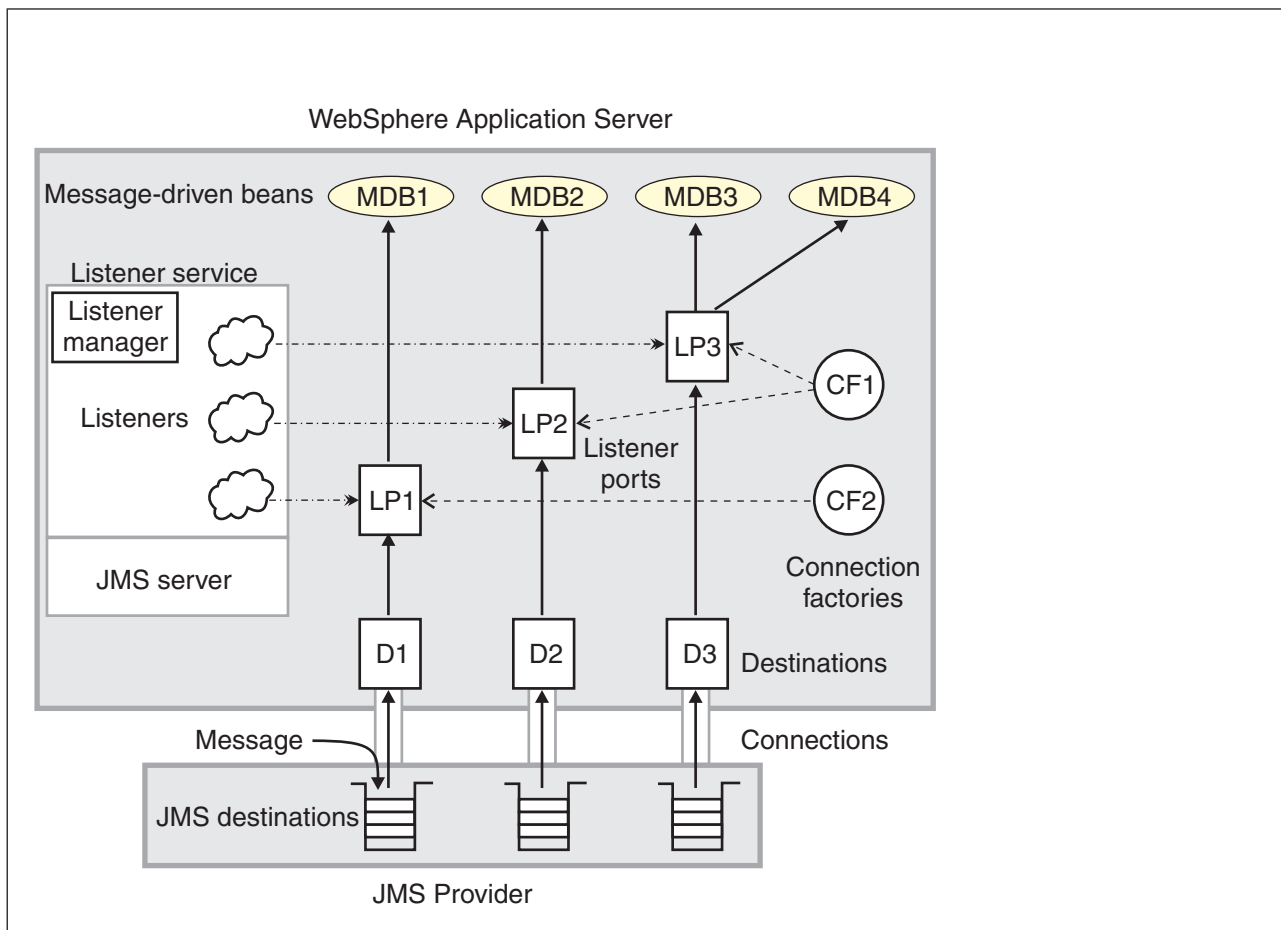 WebSphere Application Server
Message-driven beans
MDB1
MDB2
MDB3
MDB4
Listener service
Listener
manager
LP3
CF1
Listeners
LP2
Listener
ports
LP1
CF2
JMS server
Connection
factories
D1
D2
D3
Destinations
Message
Connections
JMS destinations
JMS Provider